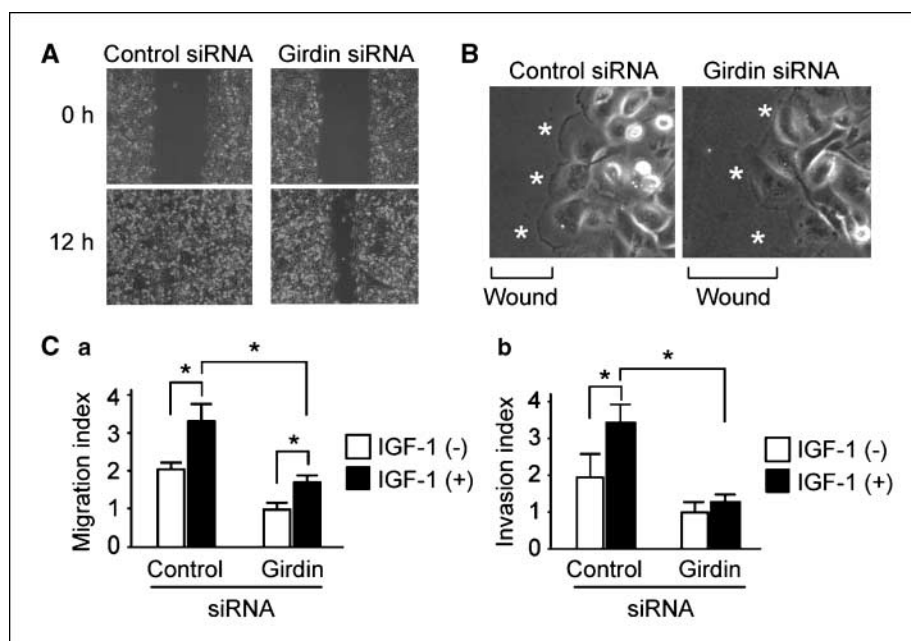 A
Control siRNA
Girdin siRNA
0 h
12 h
B
Control siRNA
Girdin siRNA
*
*
*
*
*
*
Wound
Wound
C a
Migration index
4
3
2
1
0
*
*
*
IGF-1 (-)
IGF-1 (+)
Control
Girdin
siRNA
b
Invasion index
4
3
2
1
0
*
*
IGF-1 (-)
IGF-1 (+)
Control
Girdin
siRNA